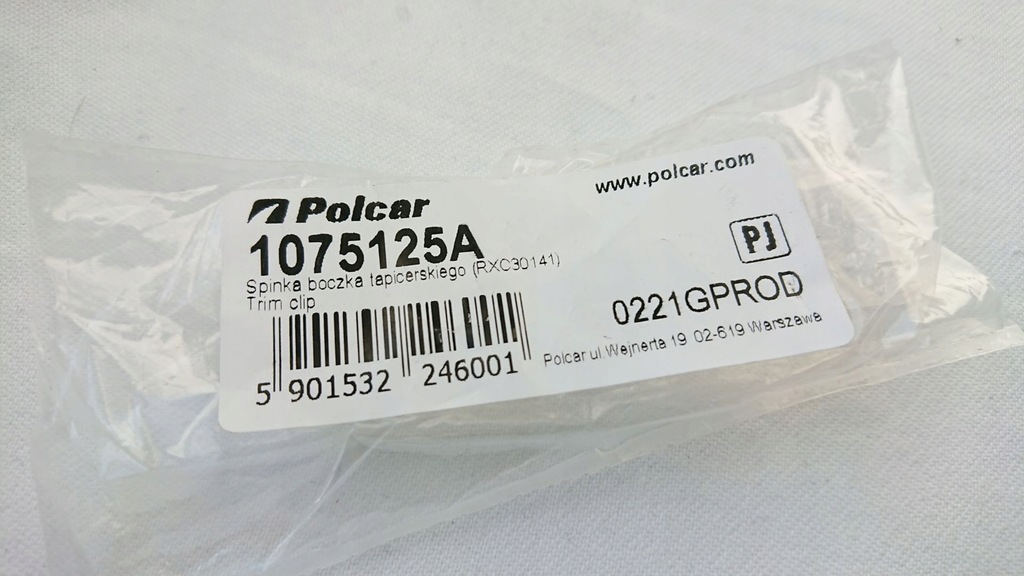 Polcar
www.polcar.com
1075125A
PJ
Spinka boczka tapicerskiego (RXC30141)
Trim clip
0221GPROD
5 901532 246001
Polcar ul.Wejnerta 19 02-619 Warszawa